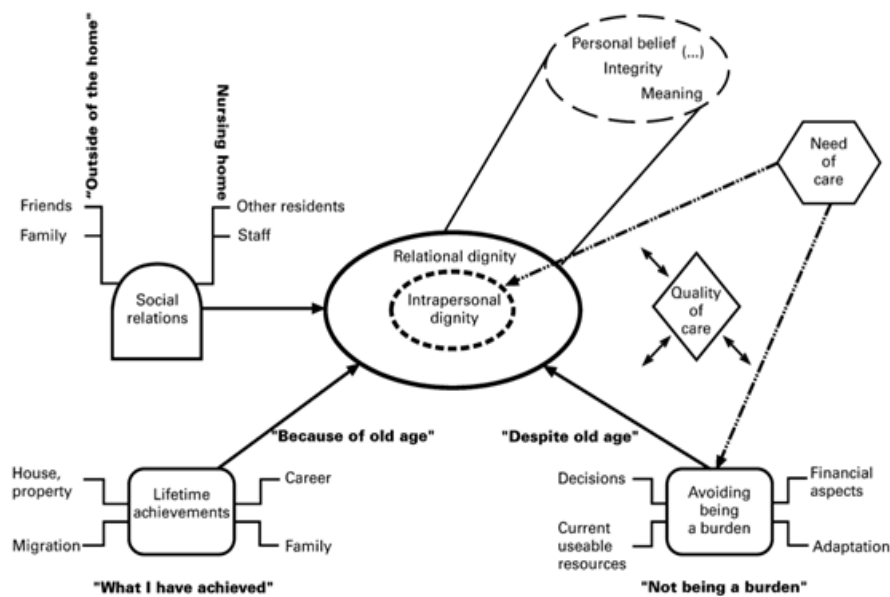 Personal belief (...)
Integrity
Meaning
"Outside of the home"
Nursing home
Need
of
care
Friends
Family
Other residents
Staff
Relational dignity
Intrapersonal
dignity
Social
relations
Quality
of
care
"Because of old age"
"Despite old age"
House,
property
Migration
Lifetime
achievements
Career
Family
Decisions
Current
useable
resources
Avoiding
being
a burden
Financial
aspects
Adaptation
"What I have achieved"
"Not being a burden"